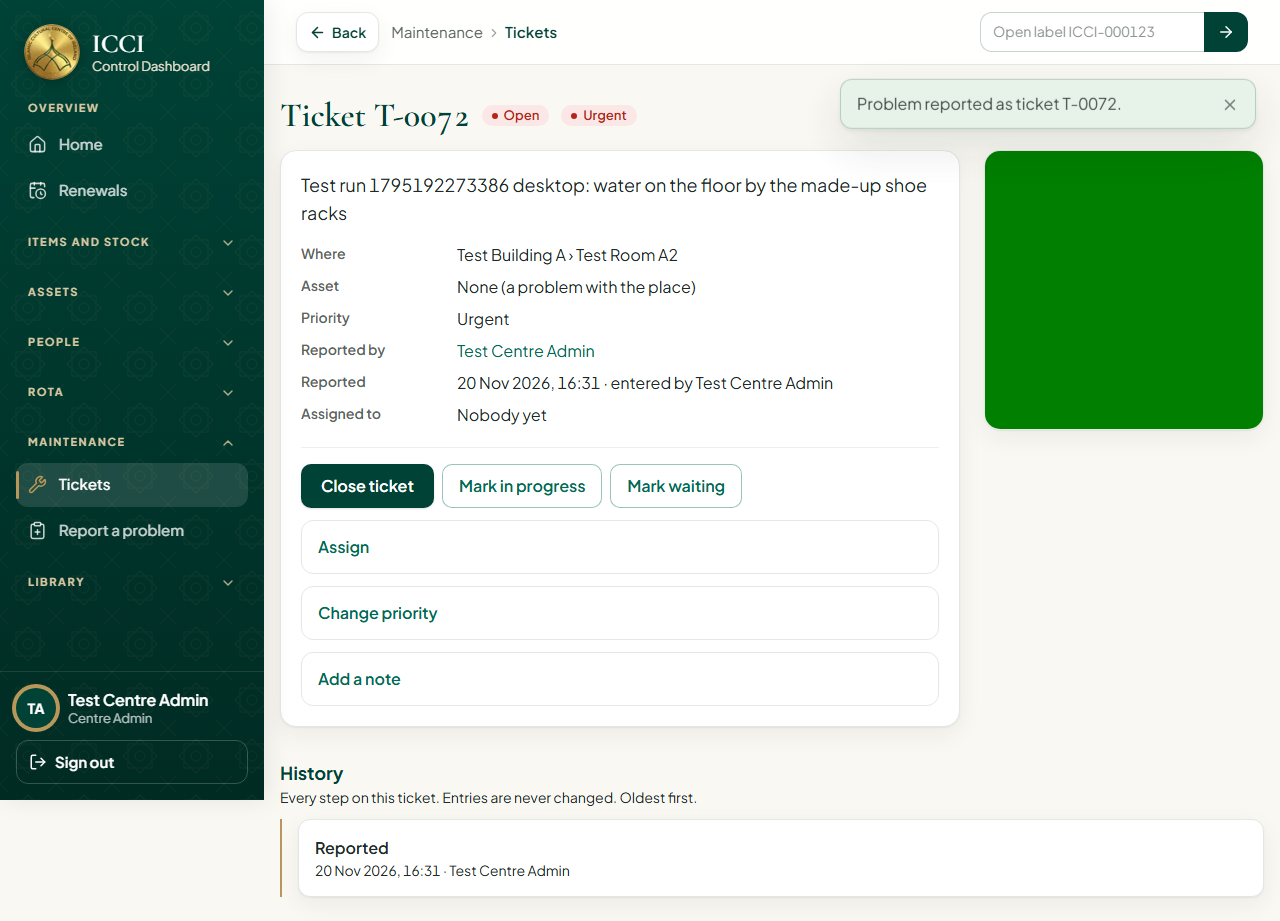 ICCI
Control Dashboard
OVERVIEW
Home
Renewals
ITEMS AND STOCK
ASSETS
PEOPLE
ROTA
MAINTENANCE
Tickets
Report a problem
LIBRARY
TA
Test Centre Admin
Centre Admin
Sign out
Back
Maintenance › Tickets
Open label ICCI-000123
Problem reported as ticket T-0072.
Ticket T-0072
Open
Urgent
Test run 1795192273386 desktop: water on the floor by the made-up shoe
racks
Where Test Building A › Test Room A2
Asset None (a problem with the place)
Priority Urgent
Reported by Test Centre Admin
Reported 20 Nov 2026, 16:31 · entered by Test Centre Admin
Assigned to Nobody yet
Close ticket
Mark in progress
Mark waiting
Assign
Change priority
Add a note
History
Every step on this ticket. Entries are never changed. Oldest first.
Reported
20 Nov 2026, 16:31 · Test Centre Admin